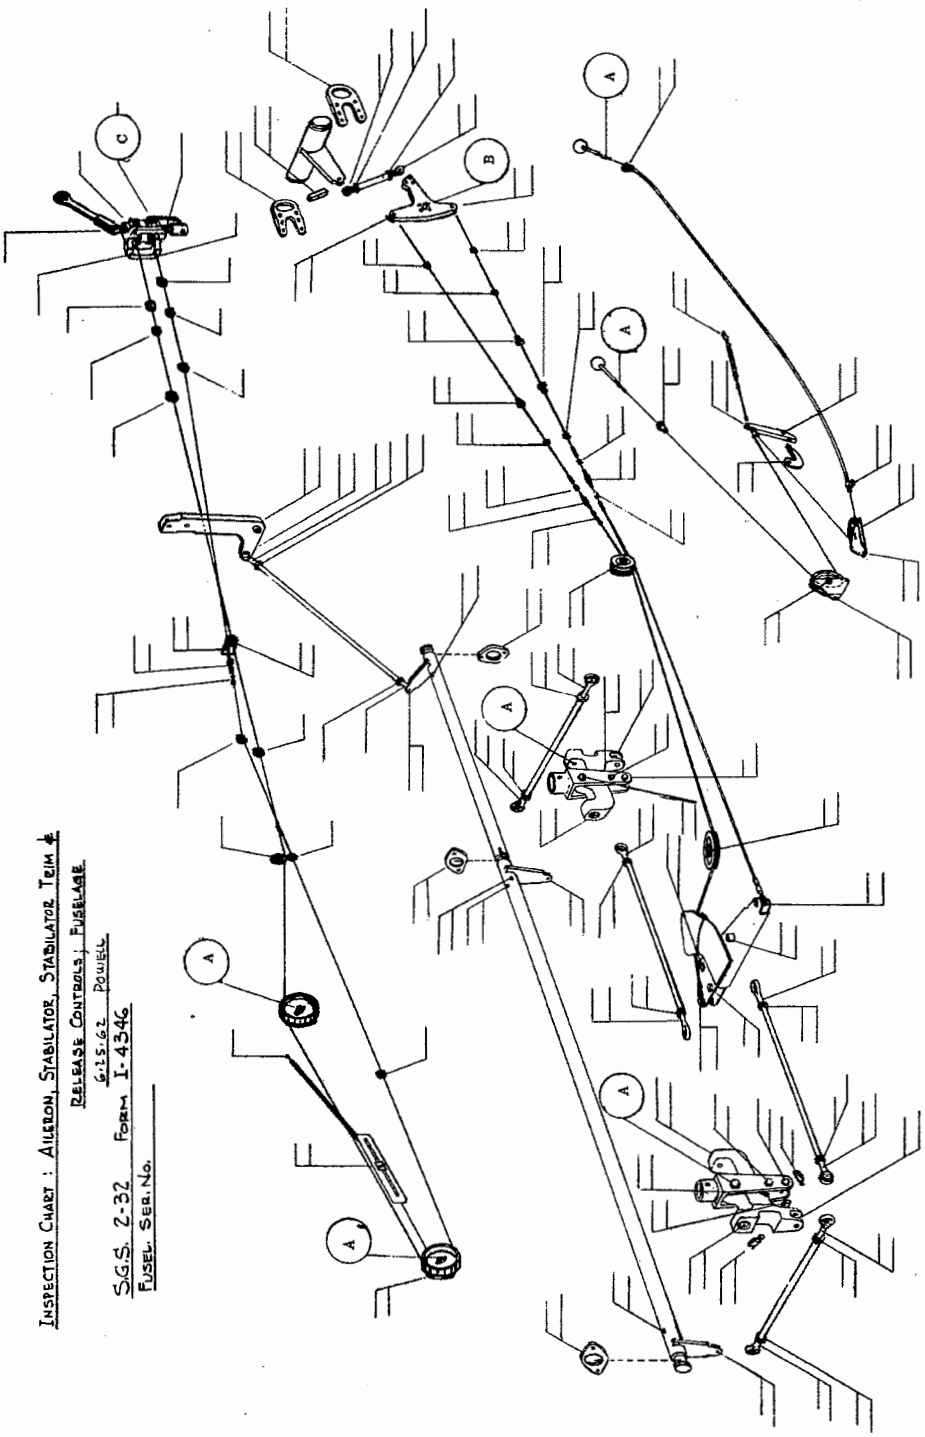 INSPECTION CHART : AILERON, STABILATOR, STABILATOR TRIM &
RELEASE CONTROLS; FUSELAGE
6-25-62 POWELL
S.G.S. 2-32 FORM I-4346
FUSEL. SER. NO.
C
A
B
A
A
A
A
A